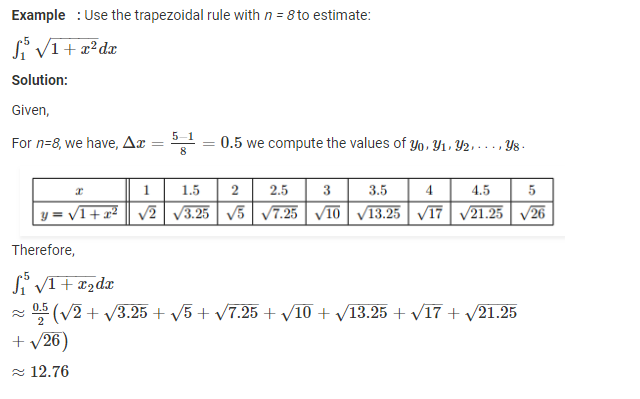 Example : Use the trapezoidal rule with n = 8 to estimate:
∫₁⁵ √(1 + x²) dx
Solution:
Given,
For n=8, we have, Δx = (5−1)/8 = 0.5 we compute the values of y₀, y₁, y₂, . . . , y₈.
x 1 1.5 2 2.5 3 3.5 4 4.5 5
y = √(1 + x²) √2 √3.25 √5 √7.25 √10 √13.25 √17 √21.25 √26
Therefore,
∫₁⁵ √(1 + x₂) dx
≈ 0.5/2 (√2 + √3.25 + √5 + √7.25 + √10 + √13.25 + √17 + √21.25
+ √26)
≈ 12.76